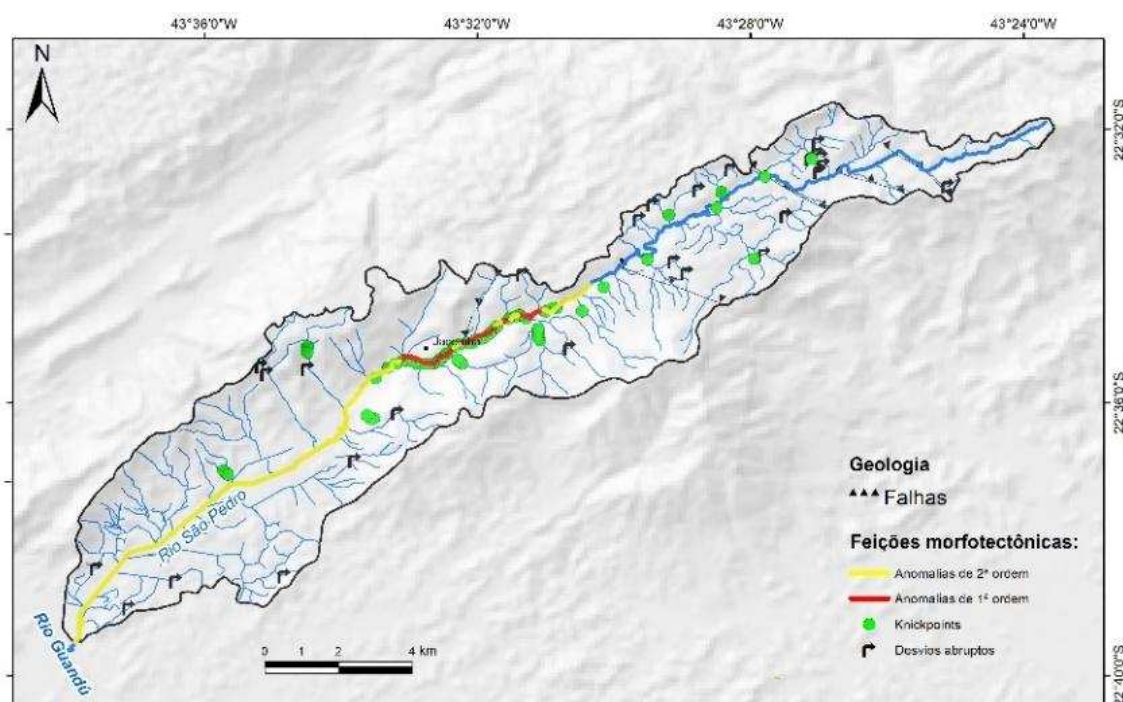 43°36'0"W
43°32'0"W
43°28'0"W
43°24'0"W
N
22°32'0"S
22°36'0"S
22°40'0"S
Rio São Pedro
Rio Guandú
0 1 2 4 km
Geologia
Falhas
Feições morfotectônicas:
Anomalias de 2ª ordem
Anomalias de 1ª ordem
Knickpoints
Desvios abruptos